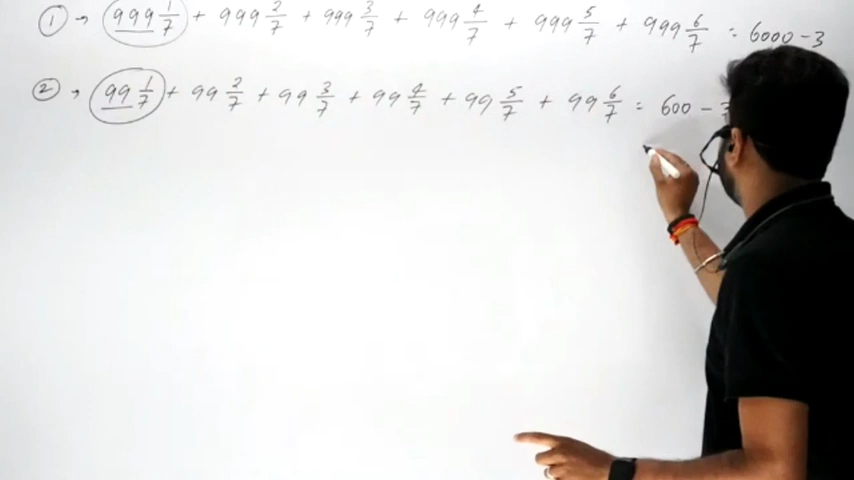 ① → 999 1/7 + 999 2/7 + 999 3/7 + 999 4/7 + 999 5/7 + 999 6/7 = 6000 - 3
② → 99 1/7 + 99 2/7 + 99 3/7 + 99 4/7 + 99 5/7 + 99 6/7 = 600 -